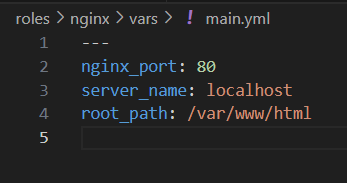 roles > nginx > vars > ! main.yml
1 ---
2 nginx_port: 80
3 server_name: localhost
4 root_path: /var/www/html
5